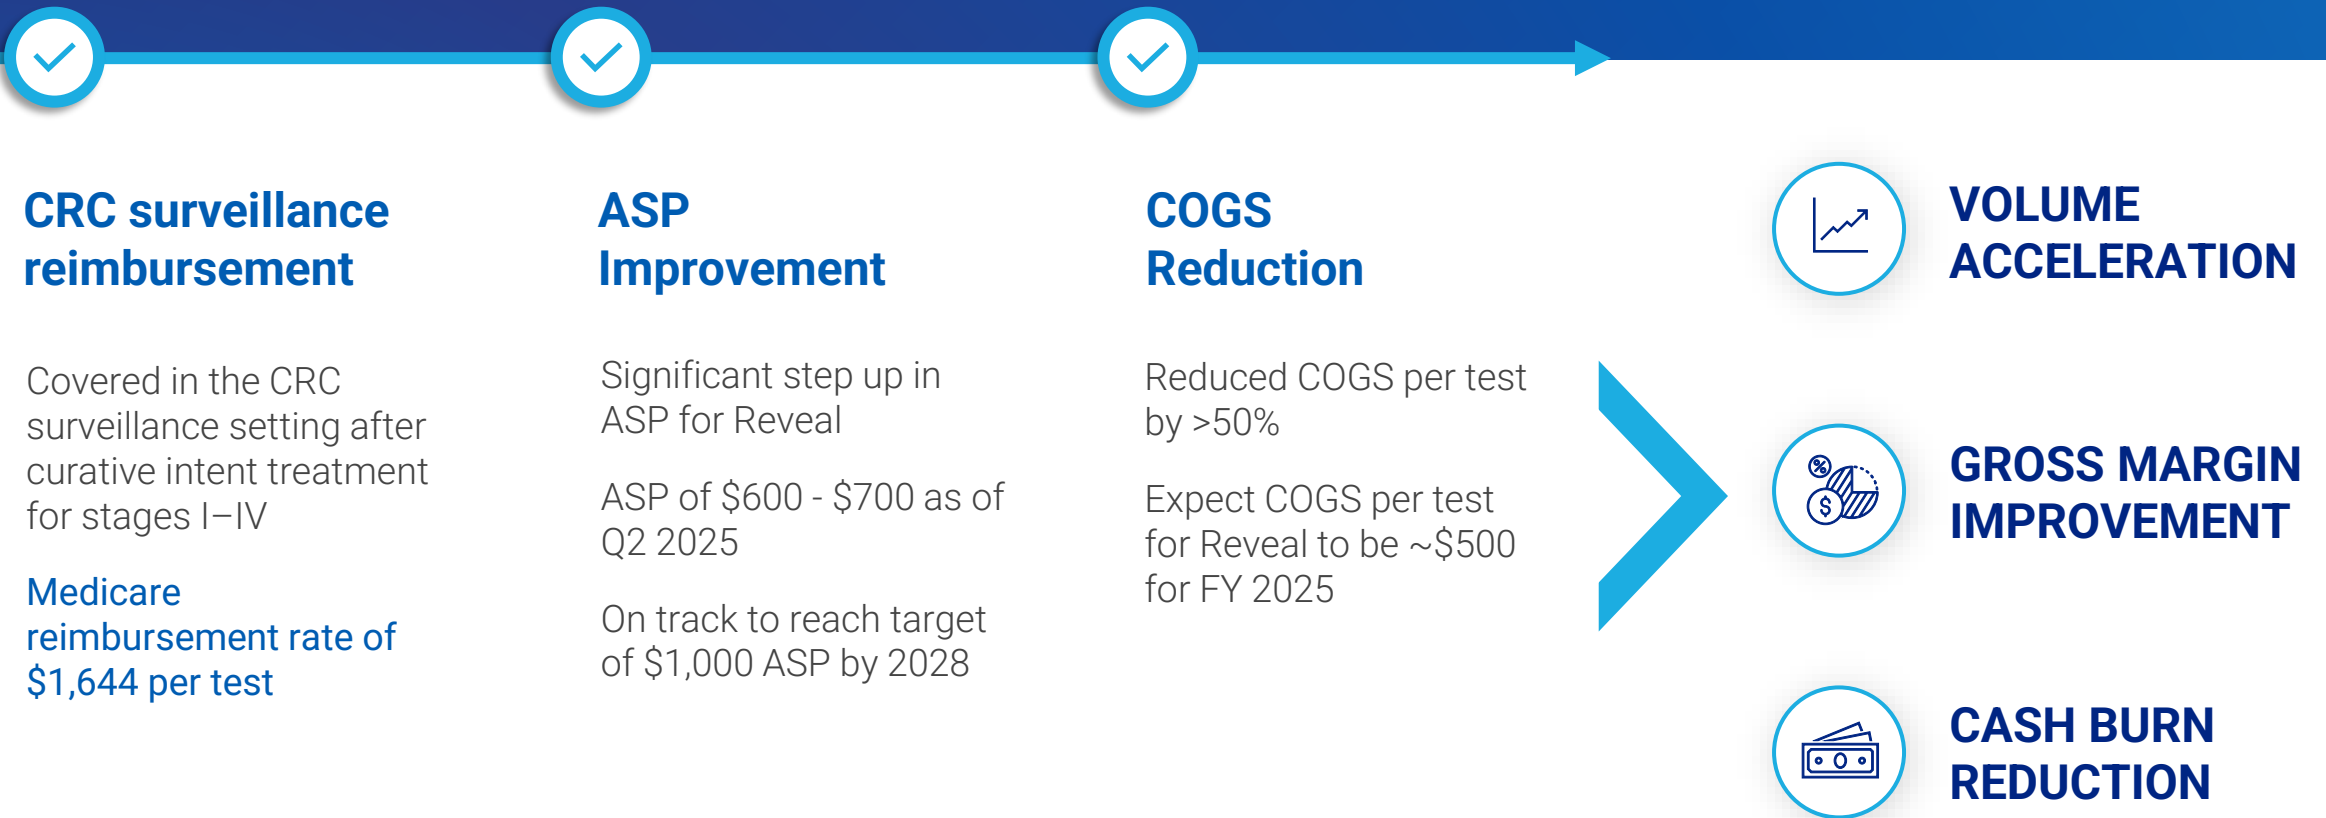 CRC surveillance
reimbursement
Covered in the CRC
surveillance setting after
curative intent treatment
for stages I–IV
Medicare
reimbursement rate of
$1,644 per test
ASP
Improvement
Significant step up in
ASP for Reveal
ASP of $600 - $700 as of
Q2 2025
On track to reach target
of $1,000 ASP by 2028
COGS
Reduction
Reduced COGS per test
by >50%
Expect COGS per test
for Reveal to be ~$500
for FY 2025
VOLUME
ACCELERATION
%
$
GROSS MARGIN
IMPROVEMENT
CASH BURN
REDUCTION